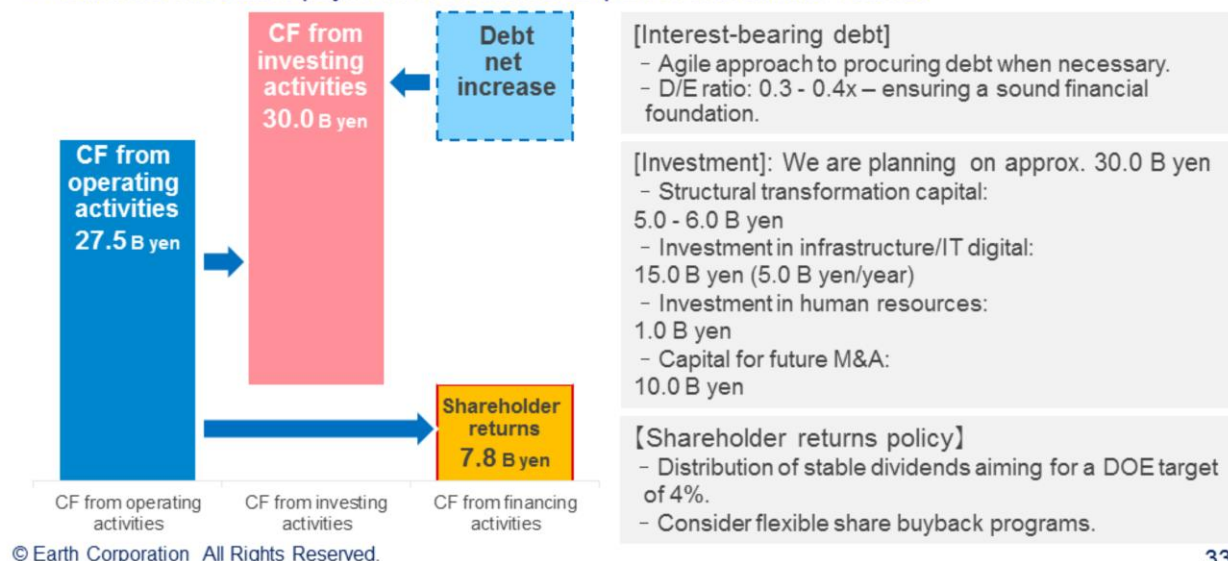 CF from
operating
activities
27.5 B yen
CF from
investing
activities
30.0 B yen
Debt
net
increase
Shareholder
returns
7.8 B yen
CF from operating
activities
CF from investing
activities
CF from financing
activities
[Interest-bearing debt]
- Agile approach to procuring debt when necessary.
- D/E ratio: 0.3 - 0.4x – ensuring a sound financial
foundation.
[Investment]: We are planning on approx. 30.0 B yen
- Structural transformation capital:
5.0 - 6.0 B yen
- Investment in infrastructure/IT digital:
15.0 B yen (5.0 B yen/year)
- Investment in human resources:
1.0 B yen
- Capital for future M&A:
10.0 B yen
【Shareholder returns policy】
- Distribution of stable dividends aiming for a DOE target
of 4%.
- Consider flexible share buyback programs.
© Earth Corporation All Rights Reserved.
33